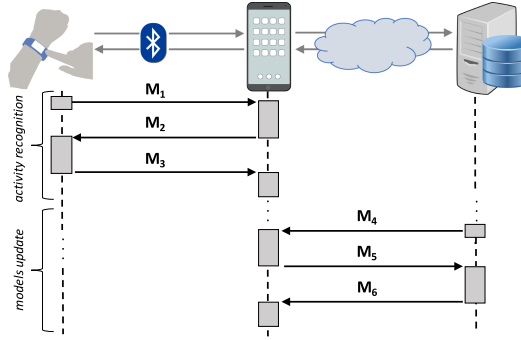 activity recognition
M₁
M₂
M₃
models update
M₄
M₅
M₆